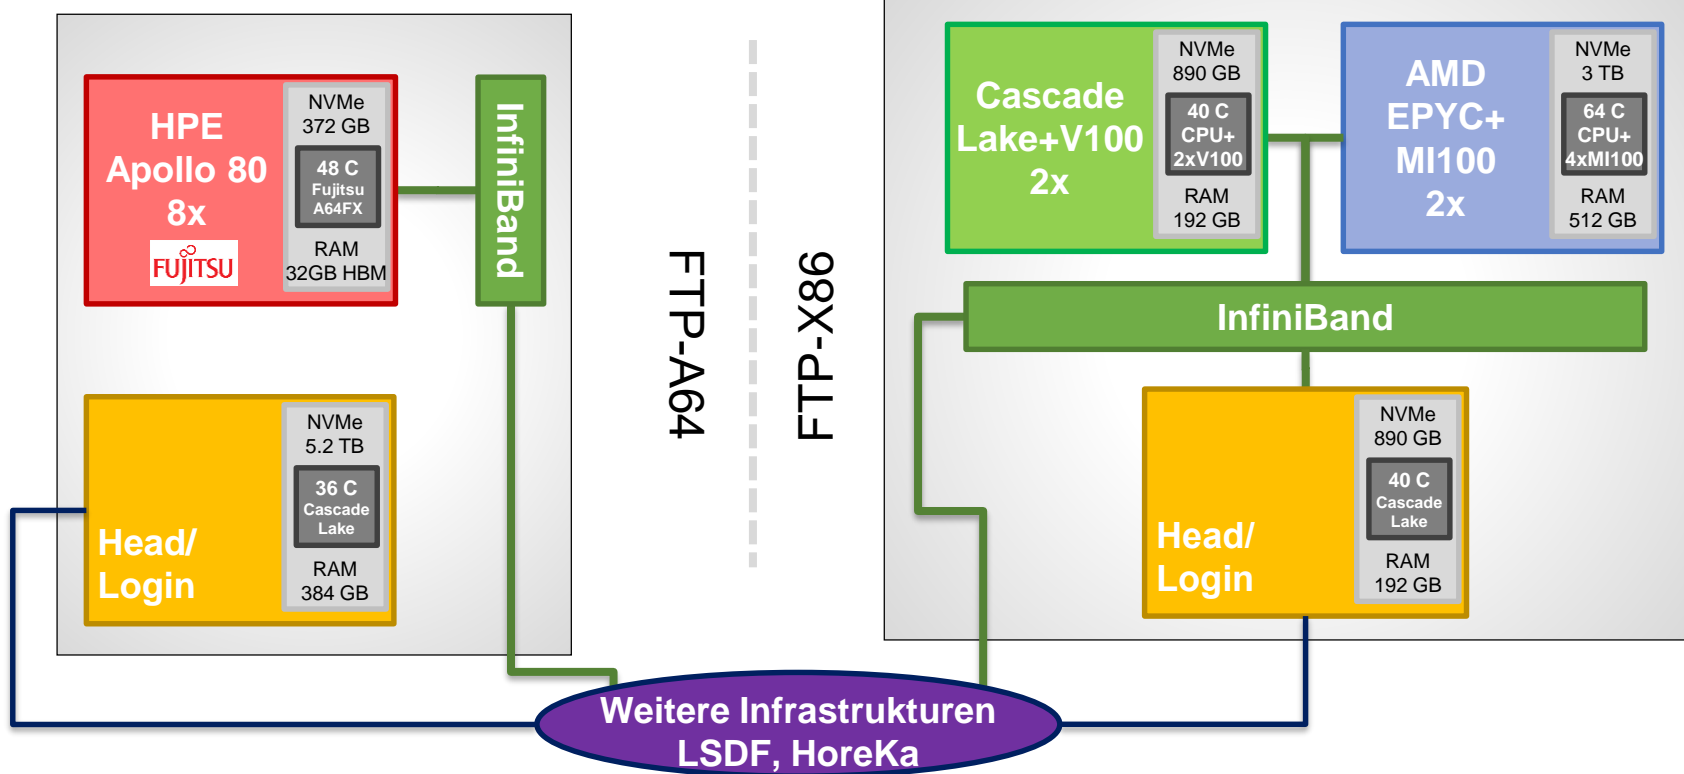 HPE
Apollo 80
8x
FUJITSU
NVMe
372 GB
48 C
Fujitsu
A64FX
RAM
32GB HBM
InfiniBand
Head/
Login
NVMe
5.2 TB
36 C
Cascade
Lake
RAM
384 GB
FTP-A64
FTP-X86
Cascade
Lake+V100
2x
NVMe
890 GB
40 C
CPU+
2xV100
RAM
192 GB
AMD
EPYC+
MI100
2x
NVMe
3 TB
64 C
CPU+
4xMI100
RAM
512 GB
InfiniBand
Head/
Login
NVMe
890 GB
40 C
Cascade
Lake
RAM
192 GB
Weitere Infrastrukturen
LSDF, HoreKa